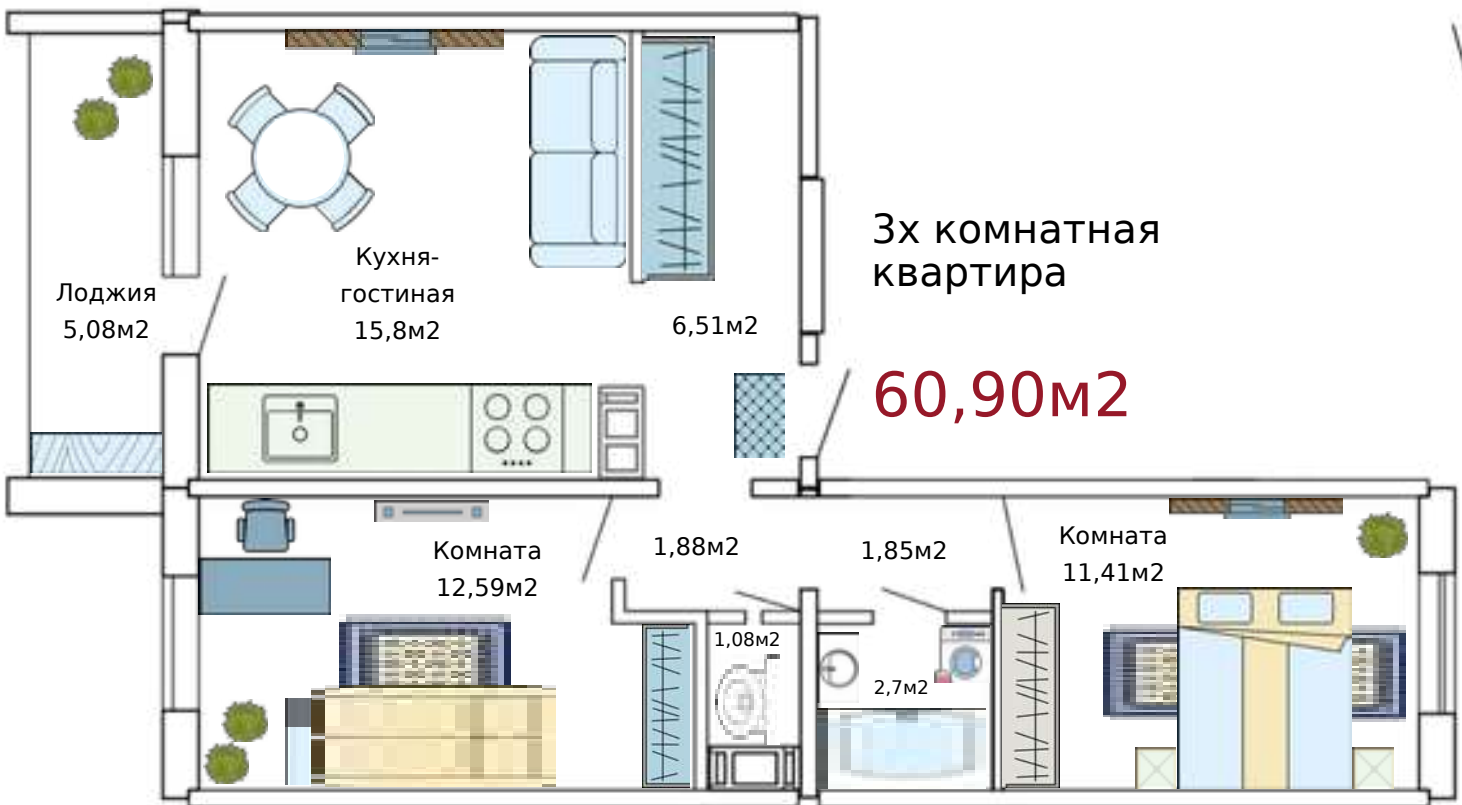 3х комнатная
квартира
60,90м2
Лоджия
5,08м2
Кухня-
гостиная
15,8м2
6,51м2
Комната
12,59м2
1,88м2
1,85м2
Комната
11,41м2
1,08м2
2,7м2